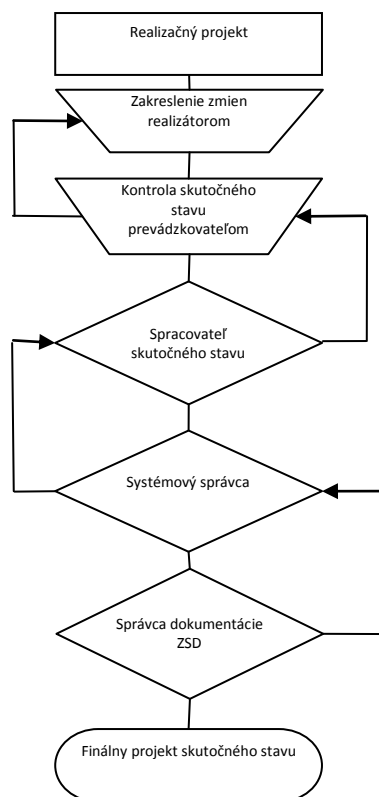 Realizačný projekt
Zakreslenie zmien
realizátorom
Kontrola skutočného
stavu
prevádzkovateľom
Spracovateľ
skutočného stavu
Systémový správca
Správca dokumentácie
ZSD
Finálny projekt skutočného stavu